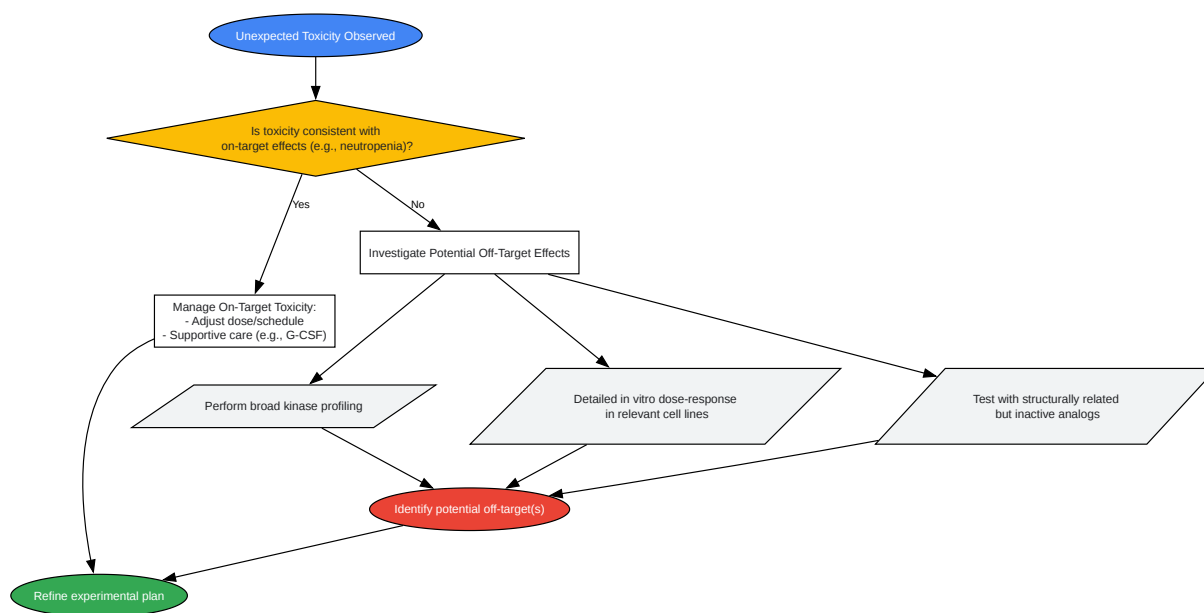 Unexpected Toxicity Observed
Is toxicity consistent with
on-target effects (e.g., neutropenia)?
Yes
No
Investigate Potential Off-Target Effects
Manage On-Target Toxicity:
- Adjust dose/schedule
- Supportive care (e.g., G-CSF)
Perform broad kinase profiling
Detailed in vitro dose-response
in relevant cell lines
Test with structurally related
but inactive analogs
Identify potential off-target(s)
Refine experimental plan